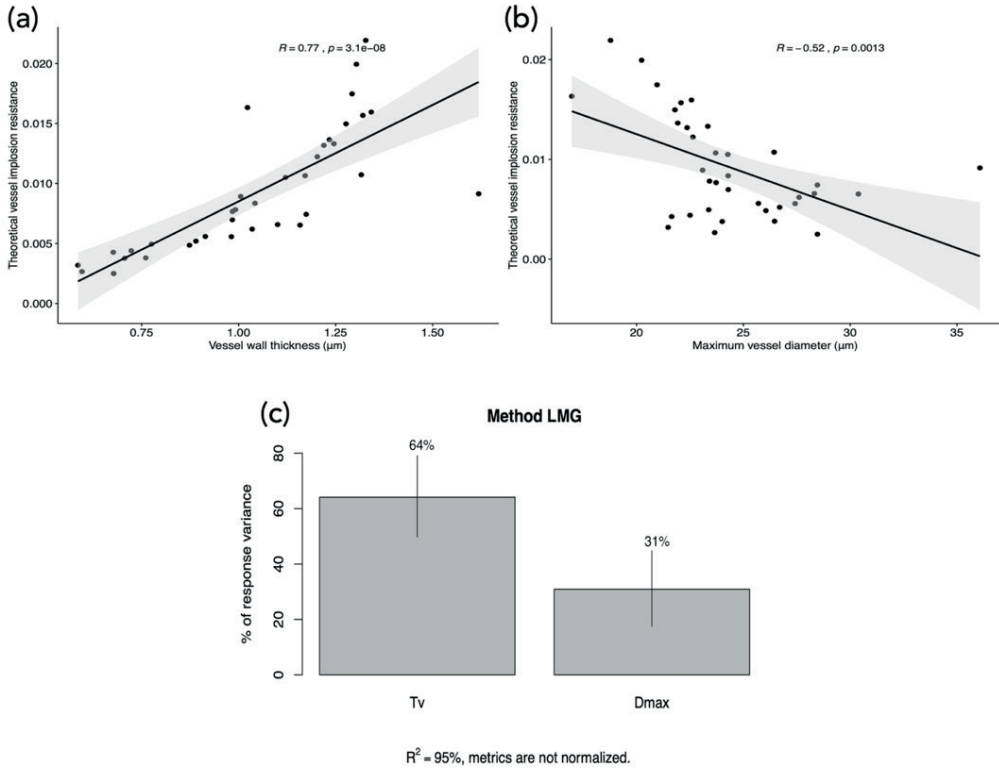 (a)
R = 0.77 , p = 3.1e−08
Theoretical vessel implosion resistance
0.020
0.015
0.010
0.005
0.000
0.75 1.00 1.25 1.50
Vessel wall thickness (μm)
(b)
R = −0.52 , p = 0.0013
Theoretical vessel implosion resistance
0.02
0.01
0.00
20 25 30 35
Maximum vessel diameter (μm)
(c)
Method LMG
% of response variance
80
60
40
20
0
64%
31%
Tv Dmax
R² = 95%, metrics are not normalized.